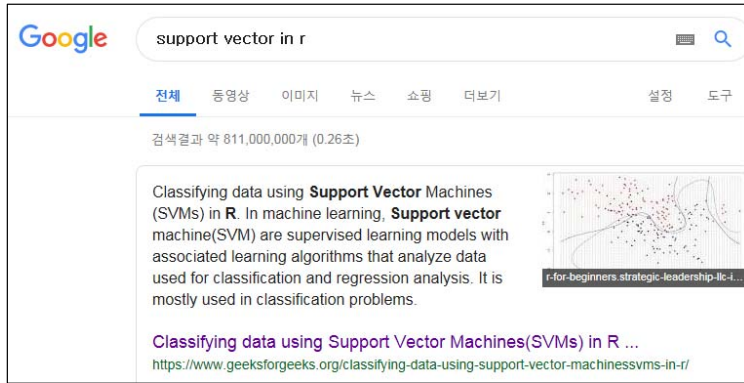 Google
support vector in r
전체 동영상 이미지 뉴스 쇼핑 더보기 설정 도구
검색결과 약 811,000,000개 (0.26초)
Classifying data using Support Vector Machines
(SVMs) in R. In machine learning, Support vector
machine(SVM) are supervised learning models with
associated learning algorithms that analyze data
used for classification and regression analysis. It is
mostly used in classification problems.
r-for-beginners.strategic-leadership-llc-i...
Classifying data using Support Vector Machines(SVMs) in R ...
https://www.geeksforgeeks.org/classifying-data-using-support-vector-machinessvms-in-r/